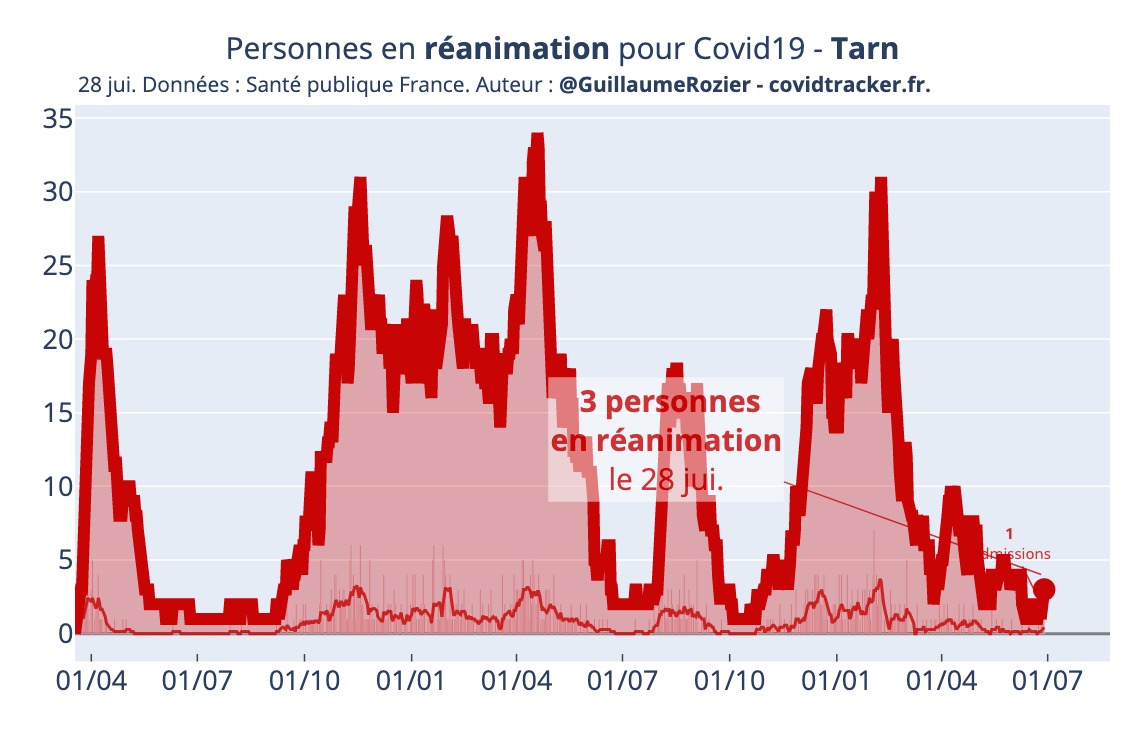 Personnes en réanimation pour Covid19 - Tarn
28 jui. Données : Santé publique France. Auteur : @GuillaumeRozier - covidtracker.fr.
35
30
25
20
15
10
5
0
3 personnes
en réanimation
le 28 jui.
1
dmissions
01/04 01/07 01/10 01/01 01/04 01/07 01/10 01/01 01/04 01/07